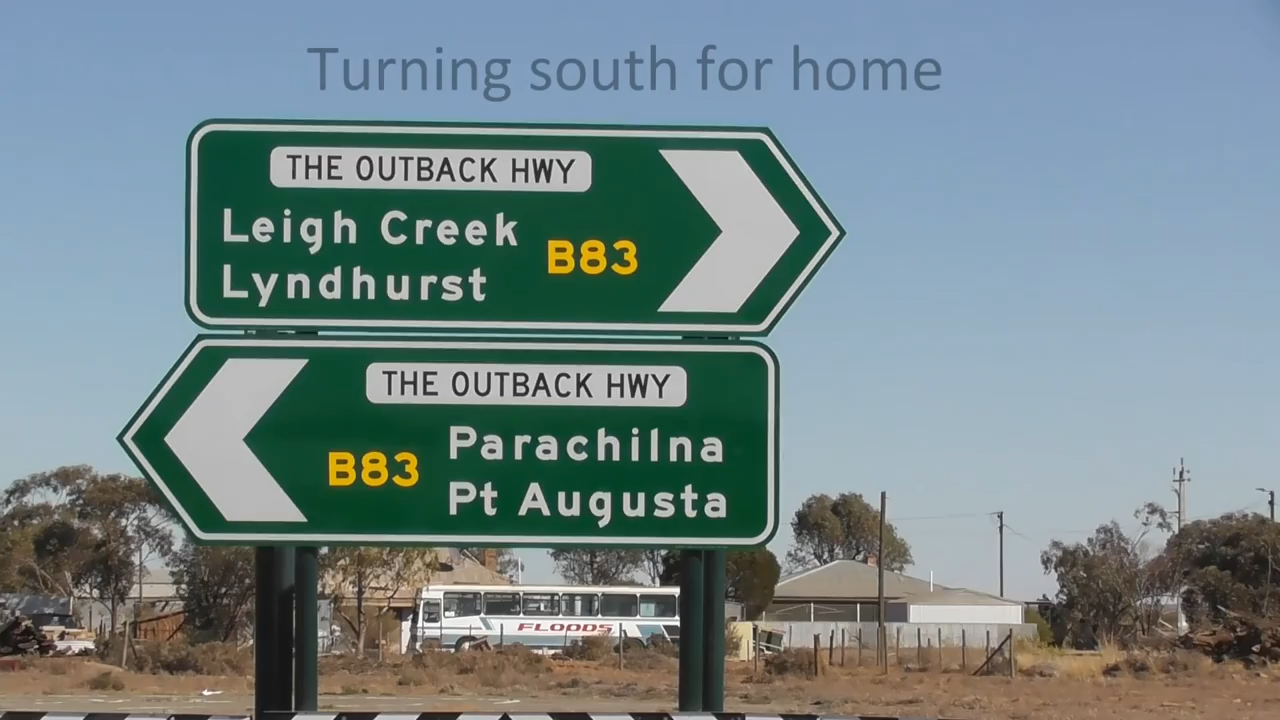 Turning south for home
THE OUTBACK HWY
Leigh Creek
B83
Lyndhurst
THE OUTBACK HWY
Parachilna
B83
Pt Augusta
FLOODS